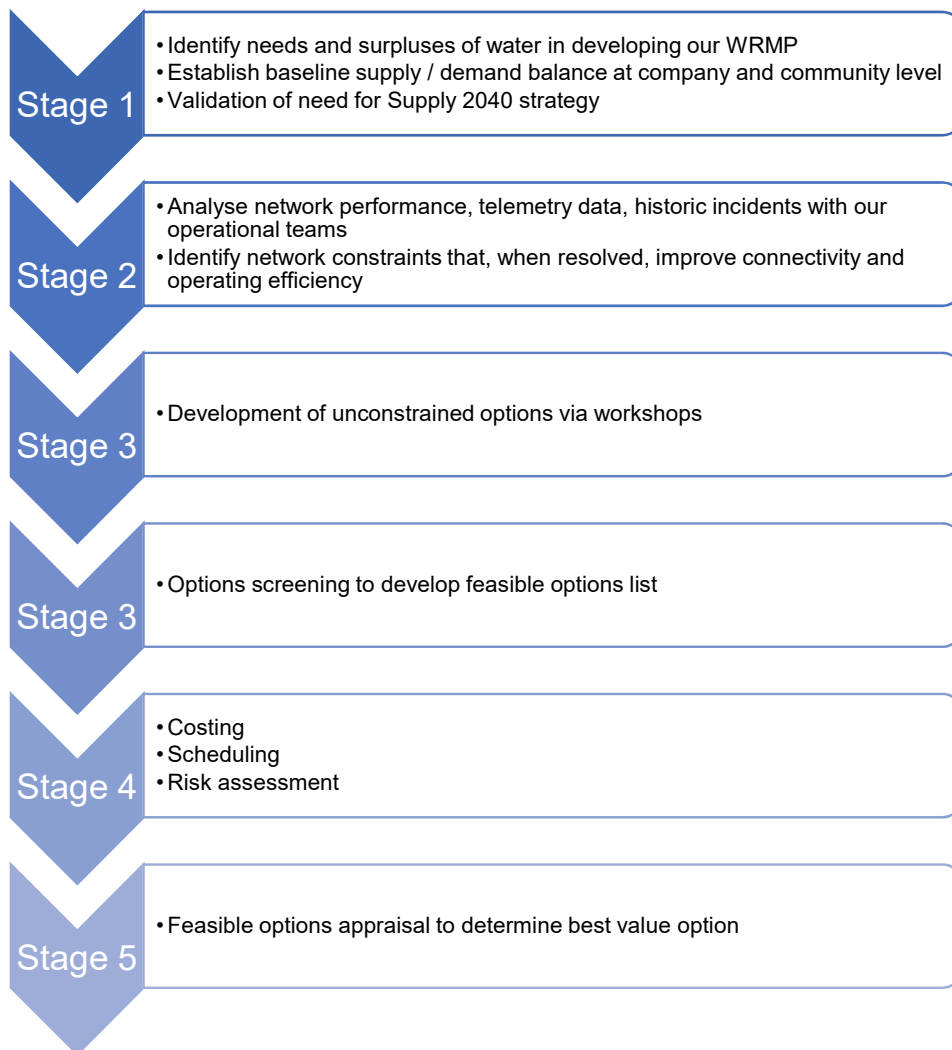 Stage 1
• Identify needs and surpluses of water in developing our WRMP
• Establish baseline supply / demand balance at company and community level
• Validation of need for Supply 2040 strategy
Stage 2
• Analyse network performance, telemetry data, historic incidents with our
operational teams
• Identify network constraints that, when resolved, improve connectivity and
operating efficiency
Stage 3
• Development of unconstrained options via workshops
Stage 3
• Options screening to develop feasible options list
Stage 4
• Costing
• Scheduling
• Risk assessment
Stage 5
• Feasible options appraisal to determine best value option